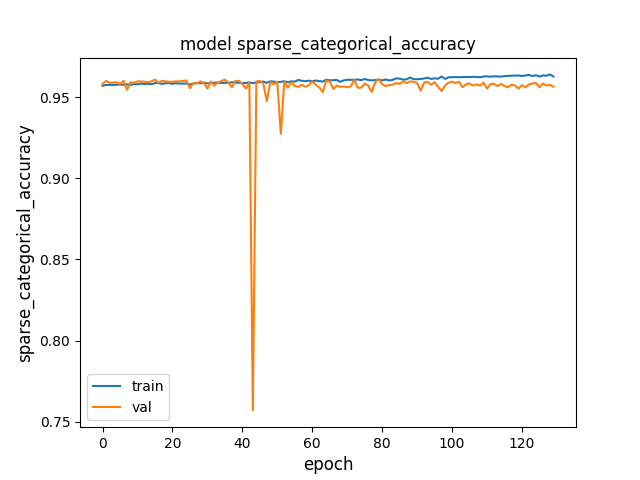 model sparse_categorical_accuracy
sparse_categorical_accuracy
0.95
0.90
0.85
0.80
0.75
train
val
0 20 40 60 80 100 120
epoch